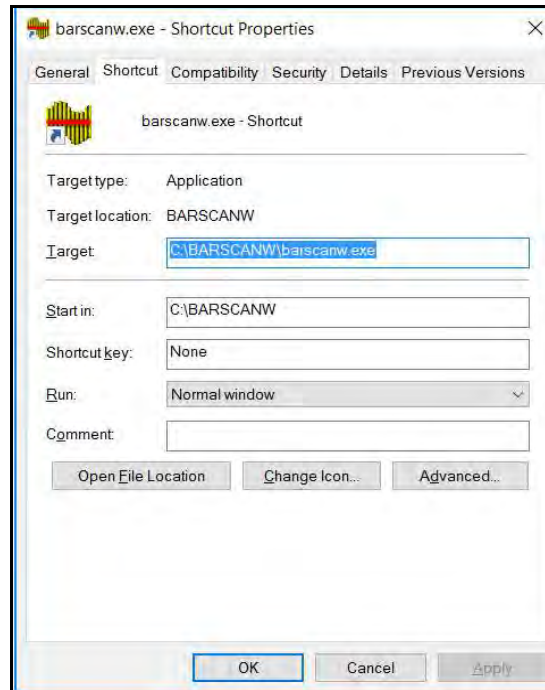 barscanw.exe - Shortcut Properties
General Shortcut Compatibility Security Details Previous Versions
barscanw.exe - Shortcut
Target type: Application
Target location: BARSCANW
Target: C:\BARSCANW\barscanw.exe
Start in: C:\BARSCANW
Shortcut key: None
Run: Normal window
Comment:
Open File Location Change Icon... Advanced...
OK Cancel Apply